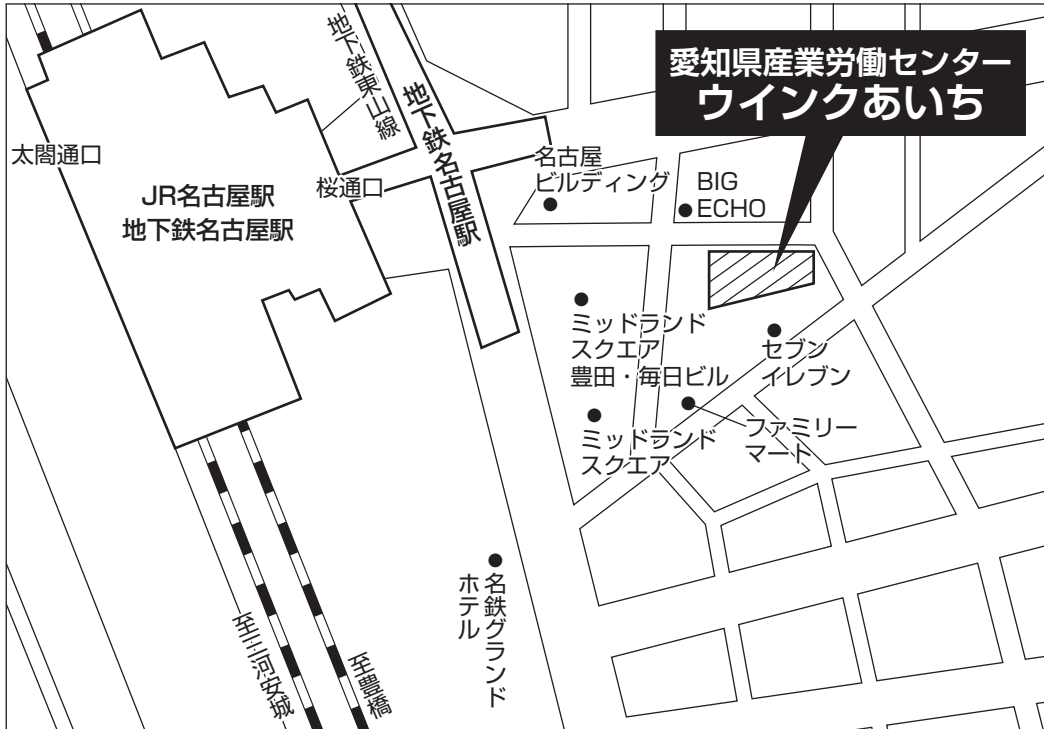 愛知県産業労働センター
ウインクあいち
地下鉄東山線
地下鉄名古屋駅
太閤通口
JR名古屋駅
地下鉄名古屋駅
桜通口
名古屋
ビルディング
BIG
ECHO
ミッドランド
スクエア
豊田・毎日ビル
セブン
イレブン
ミッドランド
スクエア
ファミリー
マート
名鉄グランド
ホテル
至三河安城
至豊橋